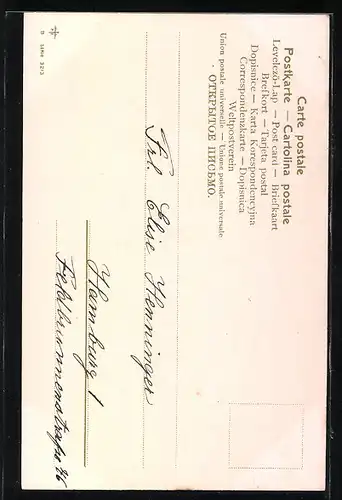 Carte postale
Postkarte — Cartolina postale
Levelező-Lap — Post card — Briefkaart
Brefkort — Tarjeta postal
Dopisnice — Karta Korespondencyjna
Correspondenzkarte — Dopisnica
Weltpostverein
Union postale universelle — Unione postale universale
ОТКРЫТОЕ ПИСЬМО.
Frl. Elise Henninger
Hamburg 1
Feldbrunnenstraße 26